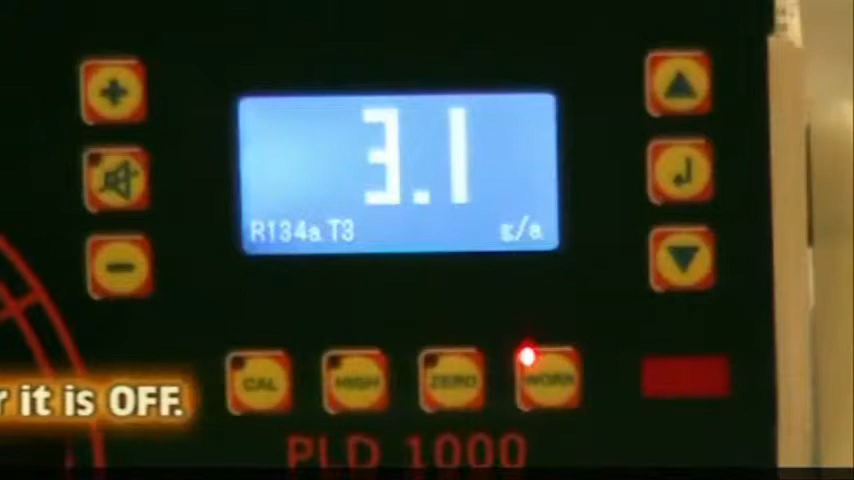 3.1
R134a T3 g/a
CAL HIGH ZERO WORK
r it is OFF.
PLD 1000